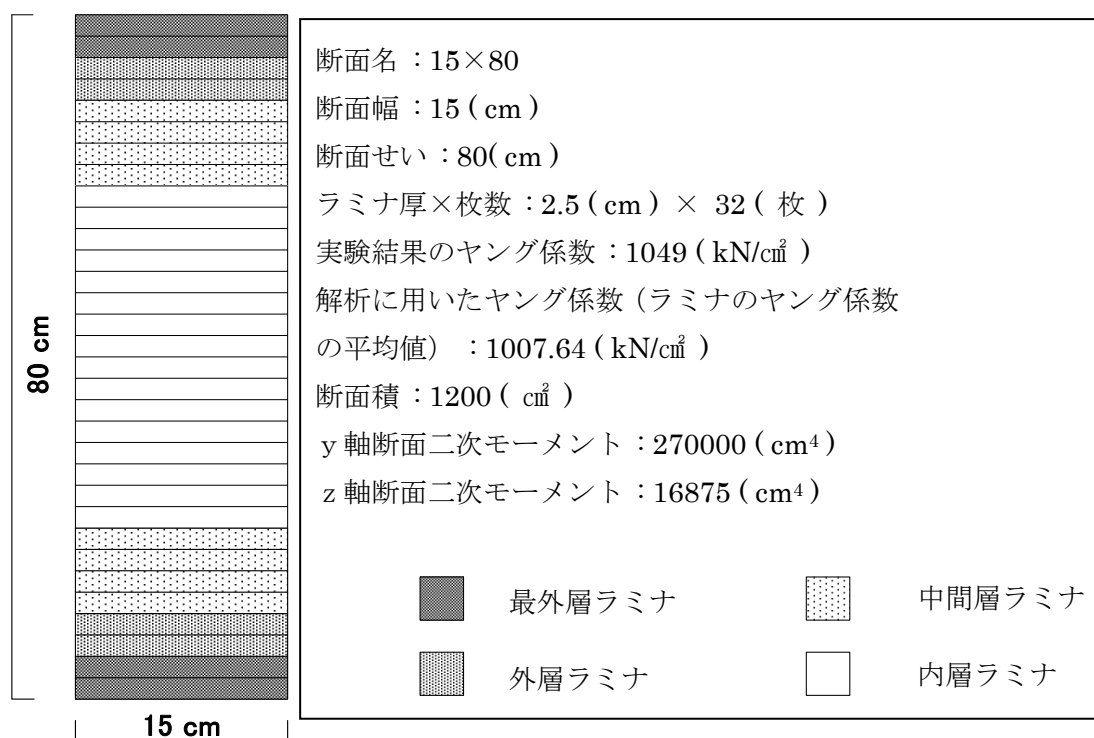 断面名：15×80
断面幅：15 ( cm )
断面せい：80( cm )
ラミナ厚×枚数：2.5 ( cm ) × 32 ( 枚 )
実験結果のヤング係数：1049 ( kN/c㎡ )
解析に用いたヤング係数（ラミナのヤング係数
の平均値）：1007.64 ( kN/c㎡ )
断面積：1200 ( c㎡ )
ｙ軸断面二次モーメント：270000 ( cm⁴ )
ｚ軸断面二次モーメント：16875 ( cm⁴ )
最外層ラミナ 中間層ラミナ
外層ラミナ 内層ラミナ
80 cm
15 cm